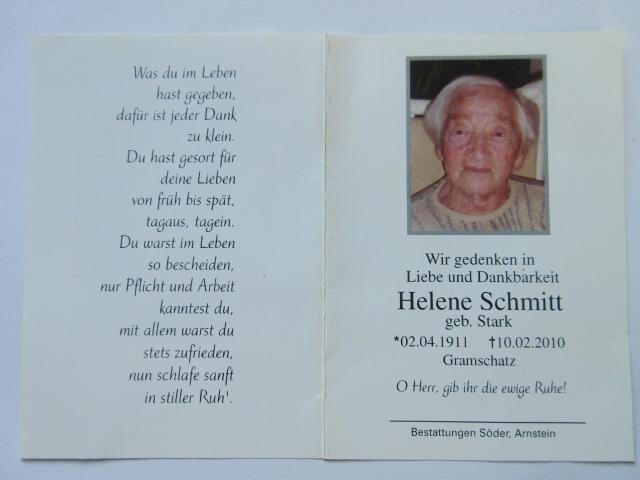 Was du im Leben
hast gegeben,
dafür ist jeder Dank
zu klein.
Du hast gesort für
deine Lieben
von früh bis spät,
tagaus, tagein.
Du warst im Leben
so bescheiden,
nur Pflicht und Arbeit
kanntest du,
mit allem warst du
stets zufrieden,
nun schlafe sanft
in stiller Ruh'.
Wir gedenken in
Liebe und Dankbarkeit
Helene Schmitt
geb. Stark
*02.04.1911 †10.02.2010
Gramschatz
O Herr, gib ihr die ewige Ruhe!
Bestattungen Söder, Arnstein